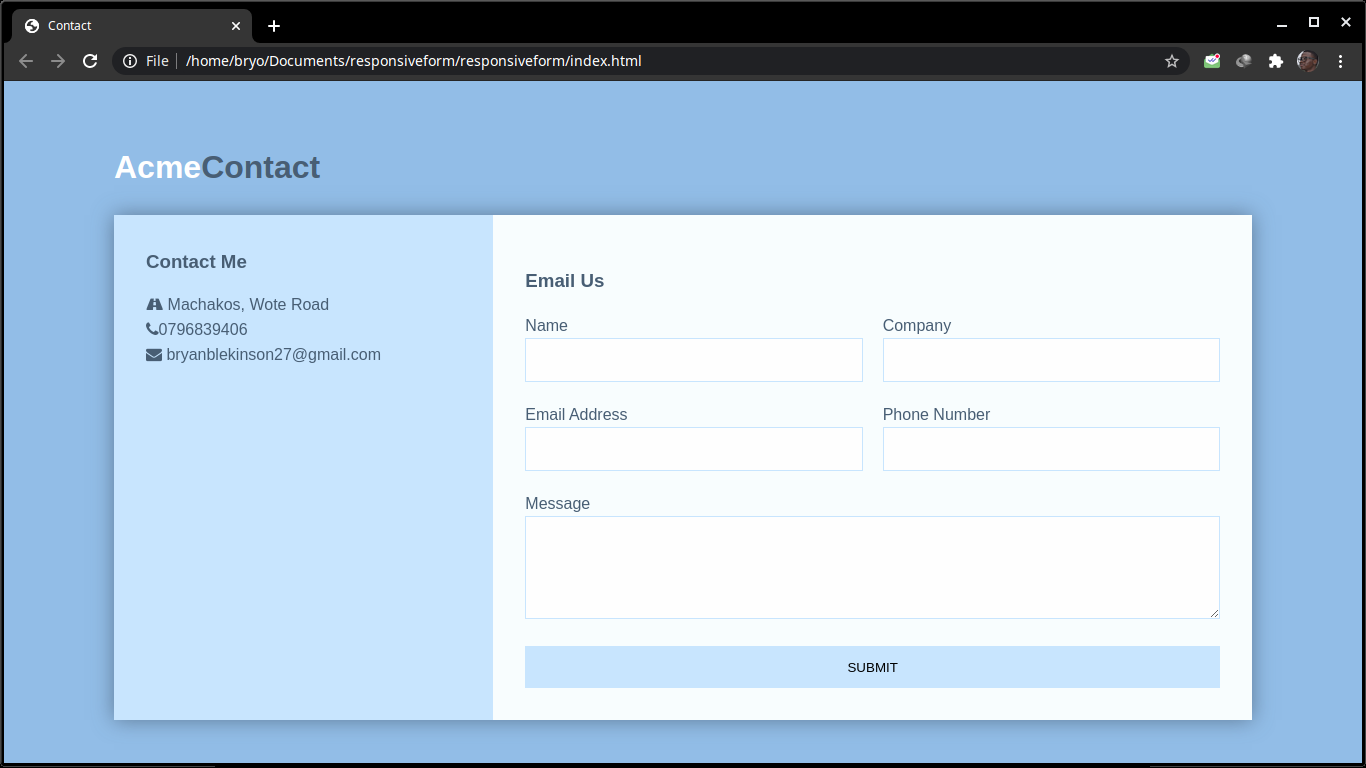 Contact
File /home/bryo/Documents/responsiveform/responsiveform/index.html
AcmeContact
Contact Me
Machakos, Wote Road
0796839406
bryanblekinson27@gmail.com
Email Us
Name Company
Email Address Phone Number
Message
SUBMIT